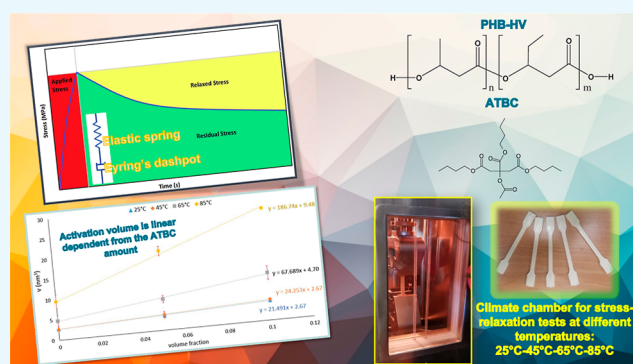 Applied
Stress
Relaxed Stress
Stress (MPa)
Elastic spring
Residual Stress
Eyring's dashpot
Time (s)
25°C 45°C 65°C 85°C
Activation volume is linear
dependent from the ATBC
amount
v (nm³)
30
25
20
15
10
5
0
y = 186.74x + 9.48
y = 67.689x + 4.70
y = 24.253x + 2.67
y = 21.491x + 2.67
0
0.02
0.04
0.06
0.08
0.1
0.12
volume fraction
PHB-HV
H
O
O
n
O
O
m
O
H
ATBC
O
O
O
O
O
O
O
Climate chamber for stress-
relaxation tests at different
temperatures:
25°C-45°C-65°C-85°C